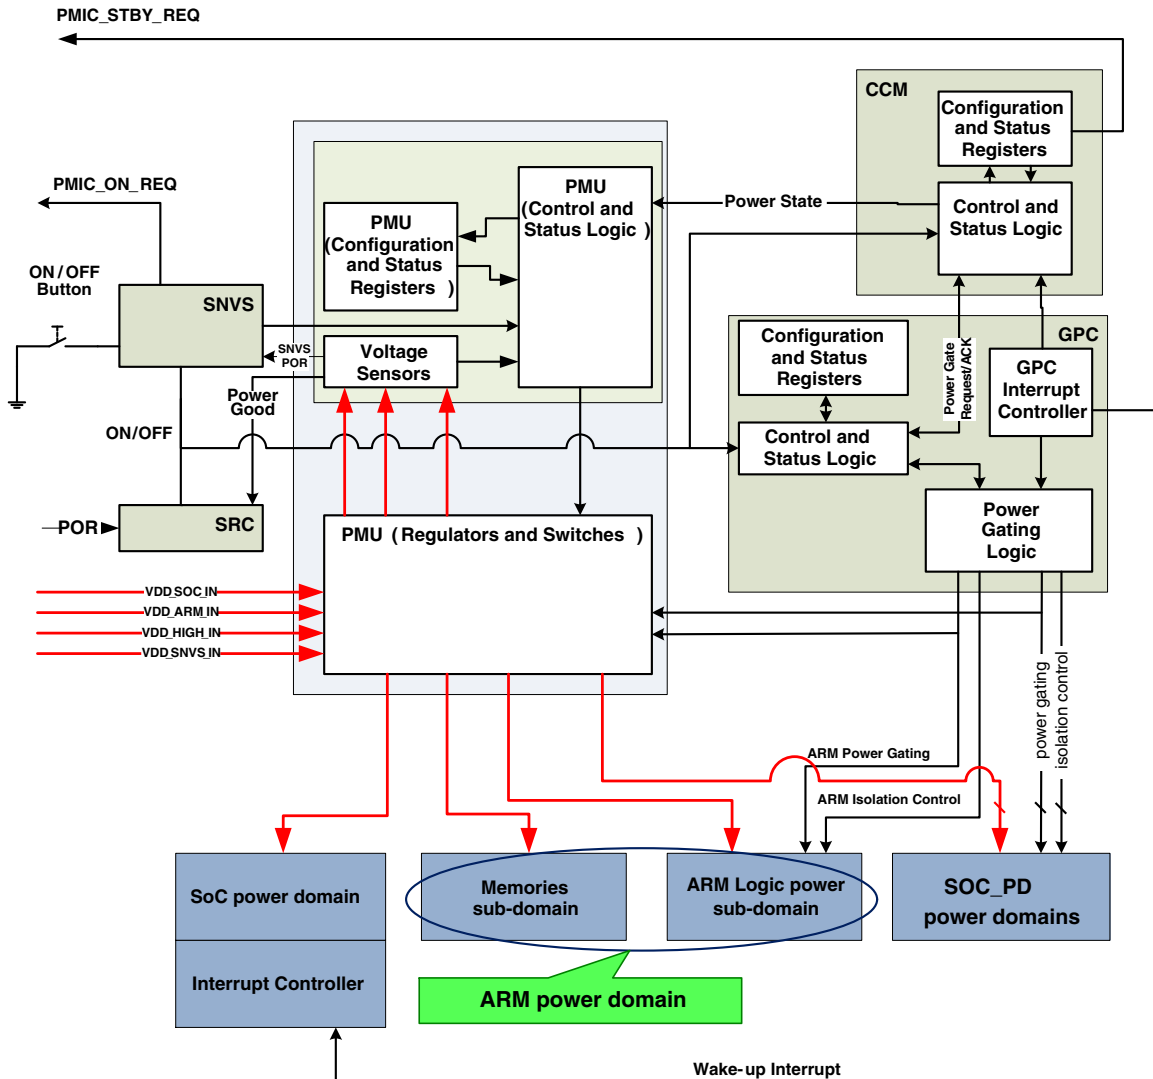 PMIC_STBY_REQ
CCM
Configuration
and Status
Registers
PMIC_ON_REQ
PMU
(Control and
Status Logic )
Power State
Control and
Status Logic
PMU
(Configuration
and Status
Registers )
ON/OFF
Button
SNVS
SNVS
POR
Voltage
Sensors
Power
Good
GPC
Configuration
and Status
Registers
Power Gate
Request/ACK
GPC
Interrupt
Controller
ON/OFF
Control and
Status Logic
POR
SRC
PMU ( Regulators and Switches )
Power
Gating
Logic
VDD_SOC_IN
VDD_ARM_IN
VDD_HIGH_IN
VDD_SNVS_IN
power gating
isolation control
ARM Power Gating
ARM Isolation Control
SoC power domain
Memories
sub-domain
ARM Logic power
sub-domain
SOC_PD
power domains
Interrupt Controller
ARM power domain
Wake-up Interrupt